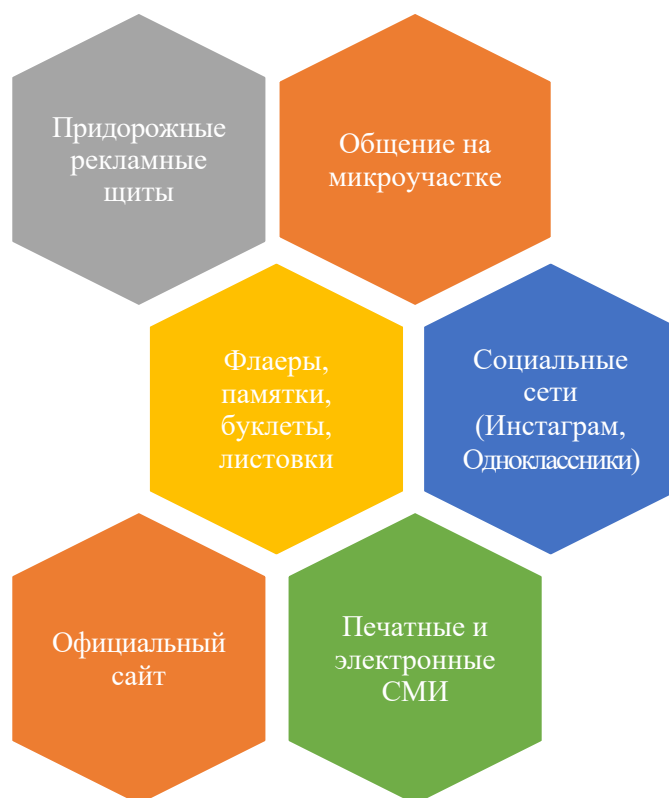 Придорожные
рекламные
щиты
Общение на
микроучастке
Флаеры,
памятки,
буклеты,
листовки
Социальные
сети
(Инстаграм,
Одноклассники)
Официальный
сайт
Печатные и
электронные
СМИ